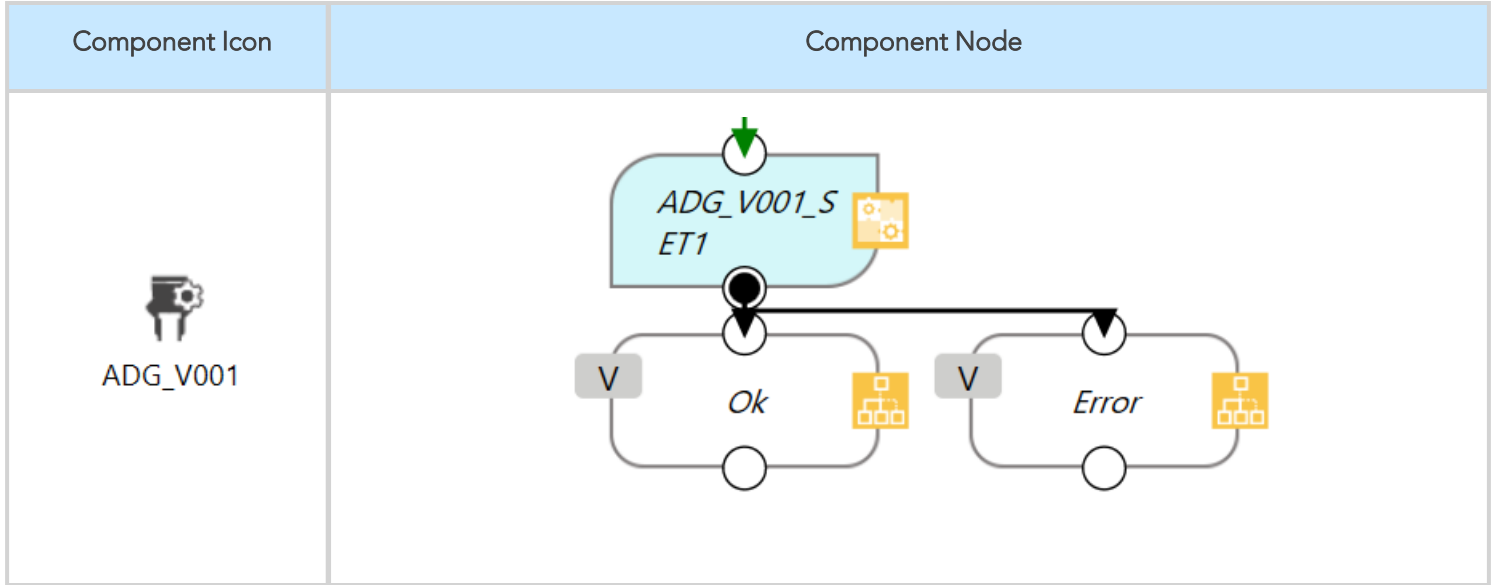 Component Icon
Component Node
ADG_V001_S
ET1
ADG_V001
V
Ok
V
Error